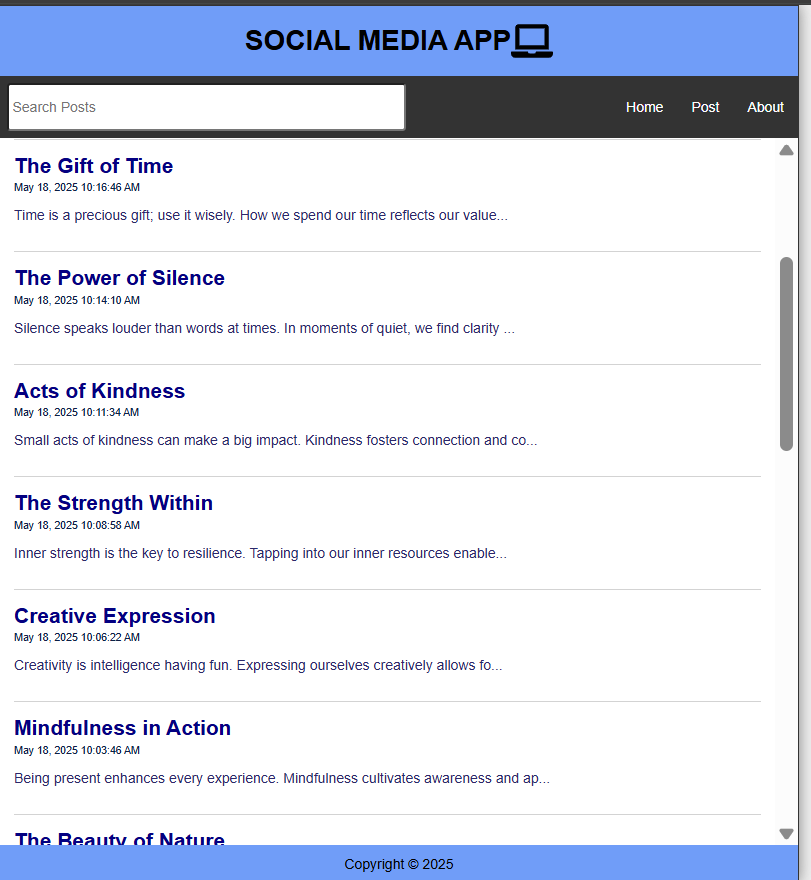 SOCIAL MEDIA APP
Search Posts
Home Post About
The Gift of Time
May 18, 2025 10:16:46 AM
Time is a precious gift; use it wisely. How we spend our time reflects our value...
The Power of Silence
May 18, 2025 10:14:10 AM
Silence speaks louder than words at times. In moments of quiet, we find clarity ...
Acts of Kindness
May 18, 2025 10:11:34 AM
Small acts of kindness can make a big impact. Kindness fosters connection and co...
The Strength Within
May 18, 2025 10:08:58 AM
Inner strength is the key to resilience. Tapping into our inner resources enable...
Creative Expression
May 18, 2025 10:06:22 AM
Creativity is intelligence having fun. Expressing ourselves creatively allows fo...
Mindfulness in Action
May 18, 2025 10:03:46 AM
Being present enhances every experience. Mindfulness cultivates awareness and ap...
The Beauty of Nature
Copyright © 2025